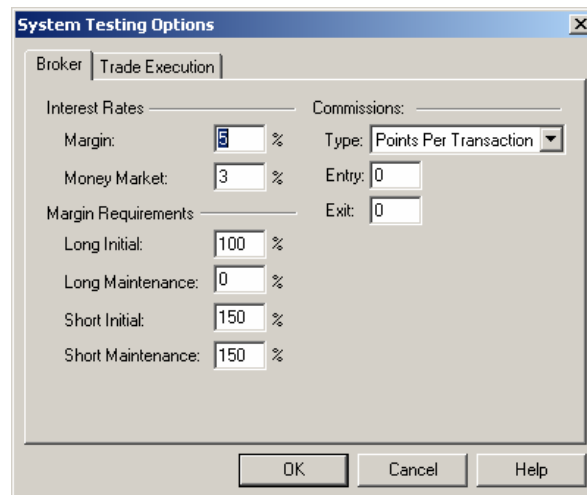 System Testing Options
Broker
Trade Execution
Interest Rates
Margin: 5 %
Money Market: 3 %
Margin Requirements
Long Initial: 100 %
Long Maintenance: 0 %
Short Initial: 150 %
Short Maintenance: 150 %
Commissions:
Type: Points Per Transaction
Entry: 0
Exit: 0
OK
Cancel
Help